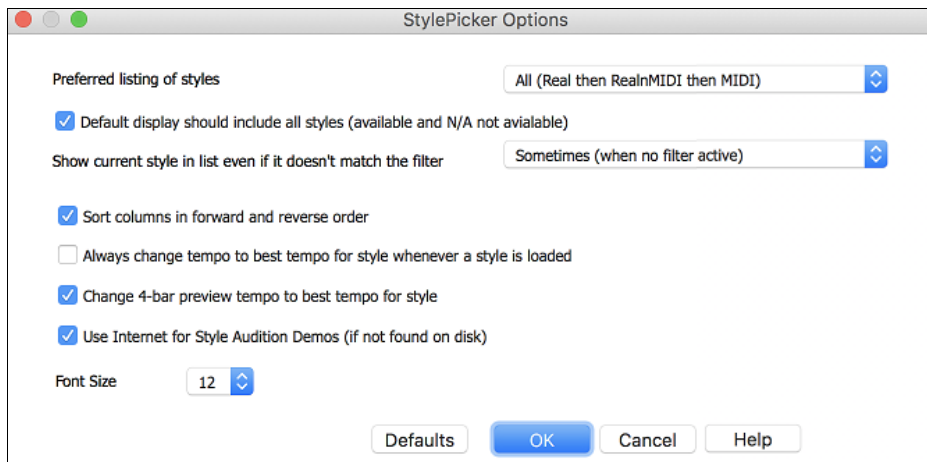 StylePicker Options
Preferred listing of styles
All (Real then RealnMIDI then MIDI)
Default display should include all styles (available and N/A not avialable)
Show current style in list even if it doesn't match the filter
Sometimes (when no filter active)
Sort columns in forward and reverse order
Always change tempo to best tempo for style whenever a style is loaded
Change 4-bar preview tempo to best tempo for style
Use Internet for Style Audition Demos (if not found on disk)
Font Size
12
Defaults
OK
Cancel
Help